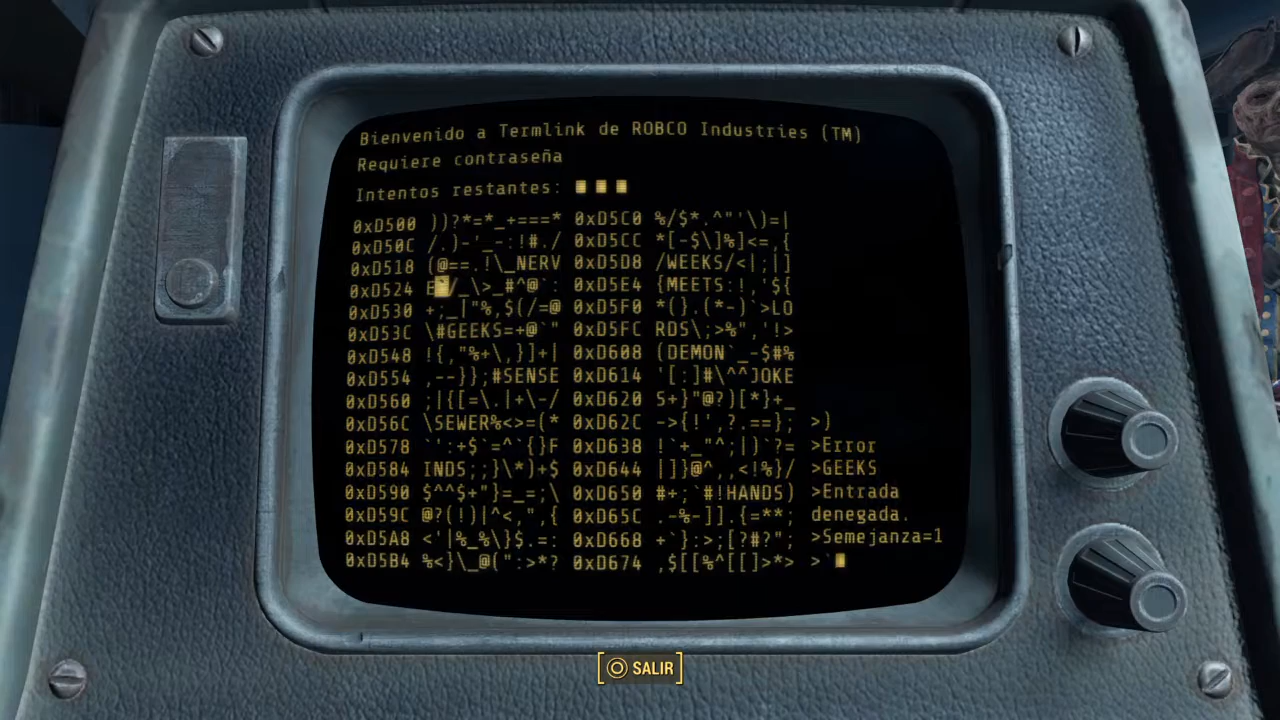 Bienvenido a Termlink de ROBCO Industries (TM)
Requiere contraseña
Intentos restantes:
0xD500 ))?*=*_+===* 0xD5C0 %/$*.^"'\)=|
0xD50C /.)-'_-:!#./ 0xD5CC *[-$\]%]<=,{
0xD518 (@==.!\_NERV 0xD5D8 /WEEKS/<|;|]
0xD524 E`/_\>_#^@`: 0xD5E4 {MEETS:!,'${
0xD530 +;_|"%,$(/=@ 0xD5F0 *(}.(*-)`>LO
0xD53C \#GEEKS=+@`" 0xD5FC RDS\;>%",'!>
0xD548 !{,"%+\,}]+| 0xD608 (DEMON`_-$#%
0xD554 ,--}};#SENSE 0xD614 '[:]#\^^JOKE
0xD560 ;|{[=\.|+\-/ 0xD620 S+}"@?)[*}+_
0xD56C \SEWER%<>=(* 0xD62C ->{!',?.==}; >)
0xD578 `':+$`=^`{}F 0xD638 !`+_"^;|)`?= >Error
0xD584 INDS;;}\*)+$ 0xD644 |]}@^,,<!%}/ >GEEKS
0xD590 $^^$+"}=_=;\ 0xD650 #+;`#!HANDS) >Entrada
0xD59C @?(!)|^<,",{ 0xD65C .-%-]].{=**; denegada.
0xD5A8 <'|%_%\}$.=: 0xD668 +`}:>;[?#?"; >Semejanza=1
0xD5B4 %<}\_@(":>*? 0xD674 ,$[[%^[[]>*> >`
SALIR